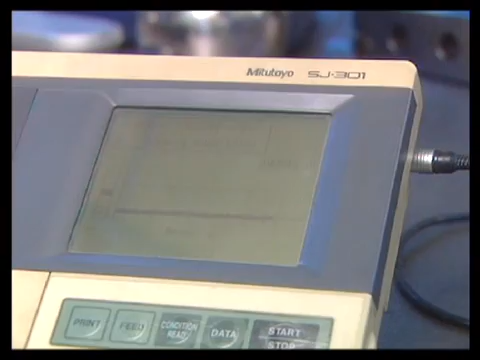 Mitutoyo SJ-301
PRINT
FEED
CONDITION
READ
DATA
START
STOP